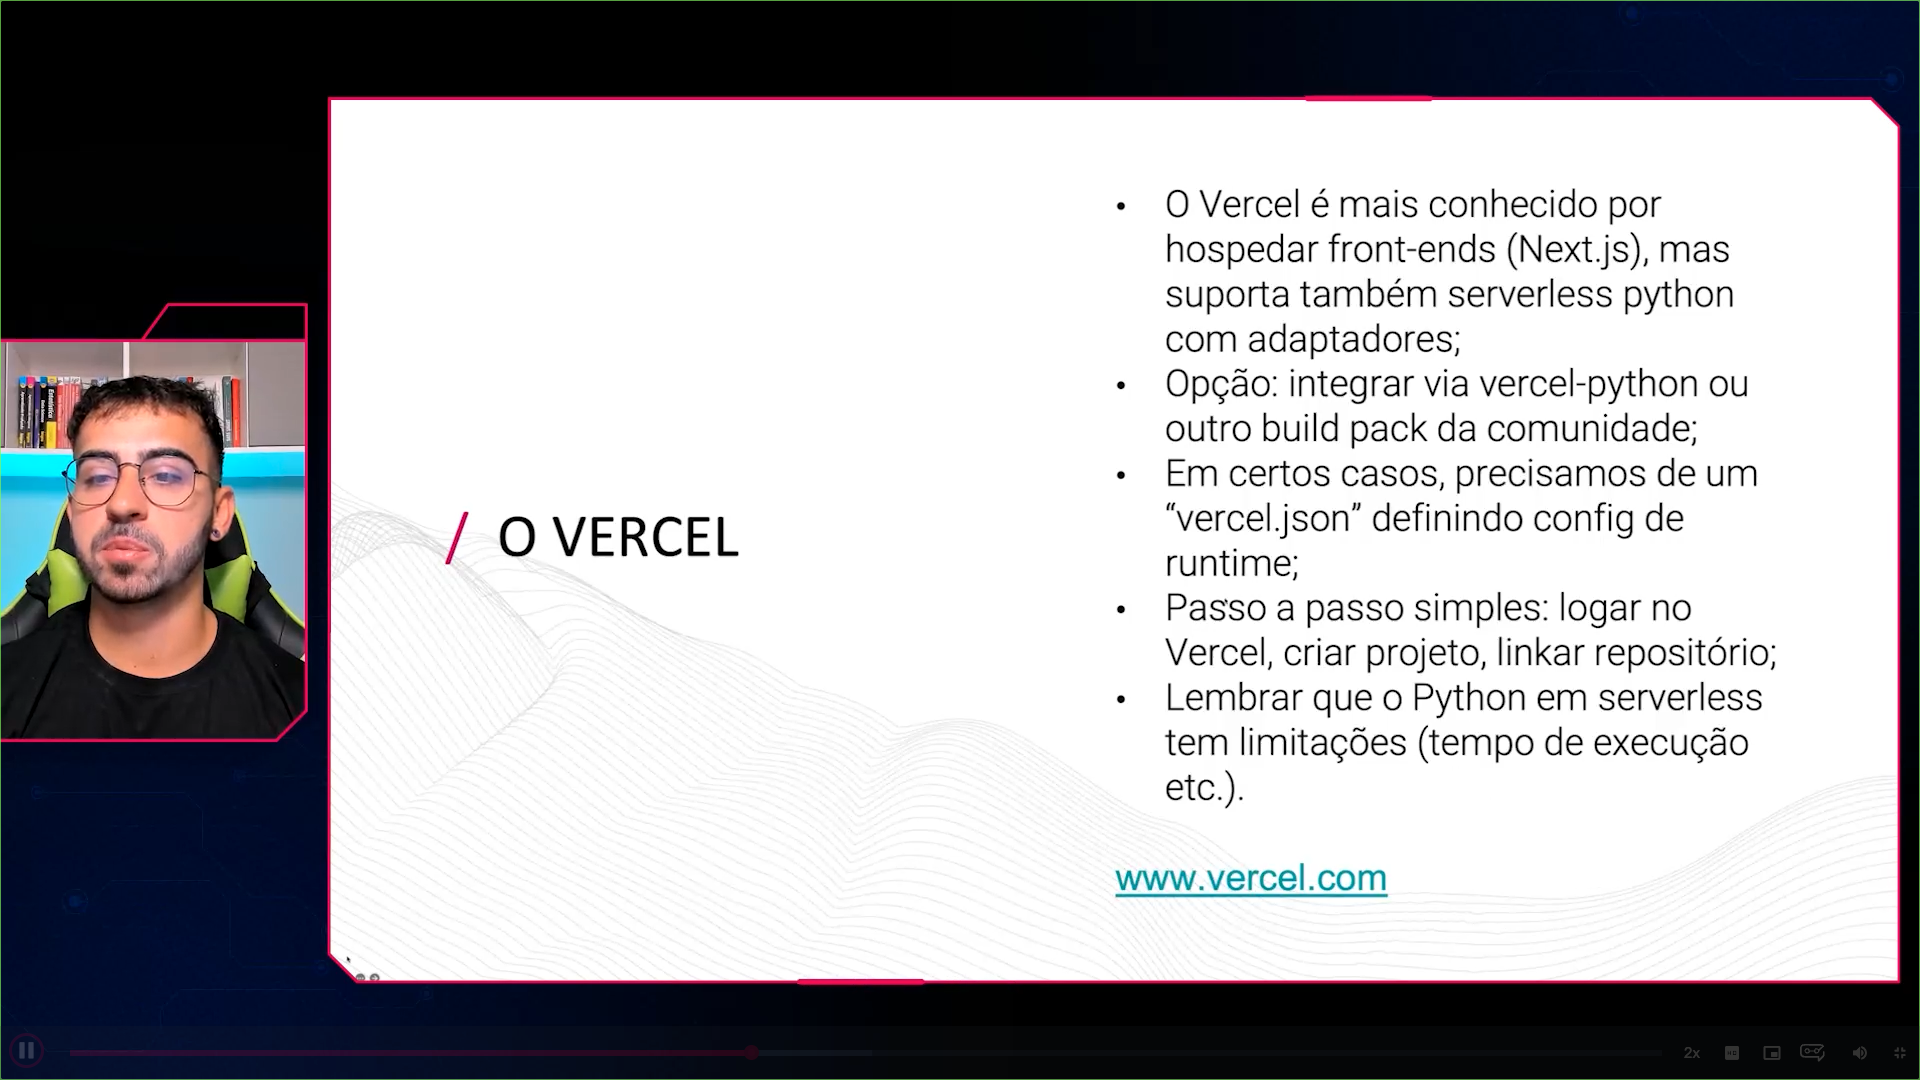 / O VERCEL
• O Vercel é mais conhecido por
hospedar front-ends (Next.js), mas
suporta também serverless python
com adaptadores;
• Opção: integrar via vercel-python ou
outro build pack da comunidade;
• Em certos casos, precisamos de um
“vercel.json” definindo config de
runtime;
• Passo a passo simples: logar no
Vercel, criar projeto, linkar repositório;
• Lembrar que o Python em serverless
tem limitações (tempo de execução
etc.).
www.vercel.com
2x